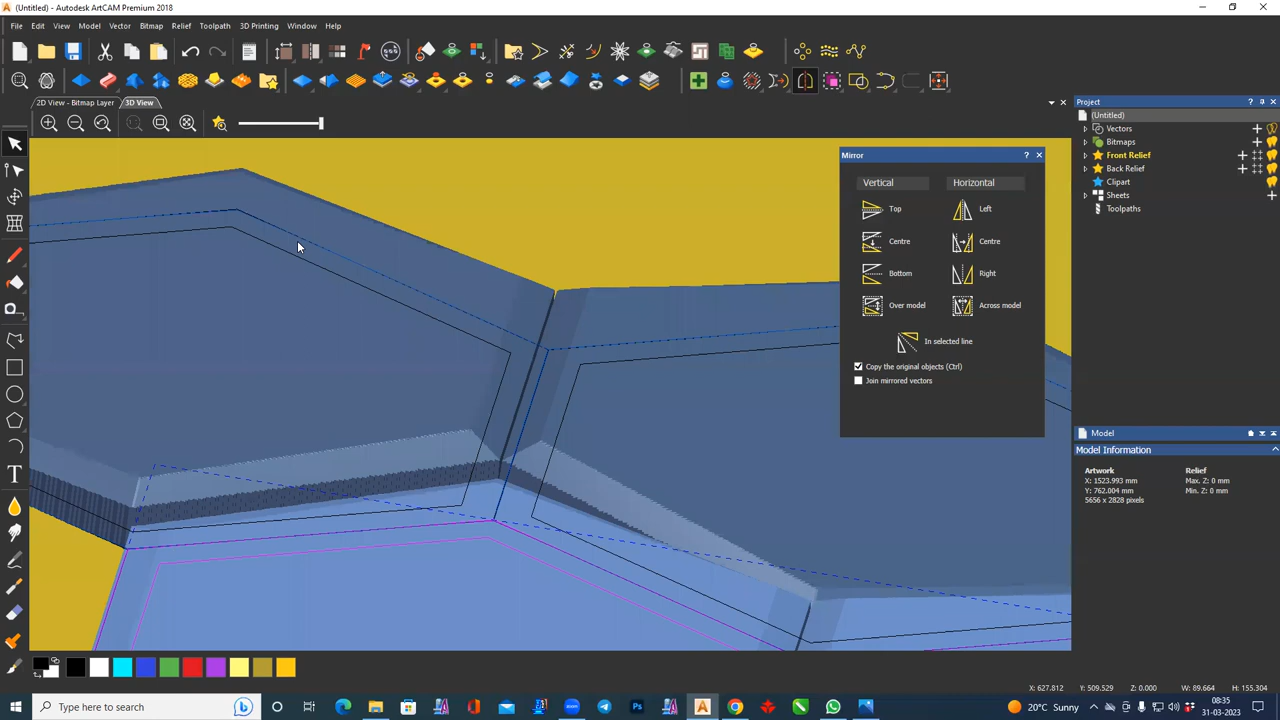 (Untitled) - Autodesk ArtCAM Premium 2018
File Edit View Model Vector Bitmap Relief Toolpath 3D Printing Window Help
2D View - Bitmap Layer 3D View
Project
(Untitled)
Vectors
Bitmaps
Front Relief
Back Relief
Clipart
Sheets
Toolpaths
Mirror
Vertical Horizontal
Top Left
Centre Centre
Bottom Right
Over model Across model
In selected line
Copy the original objects (Ctrl)
Join mirrored vectors
Model
Model Information
Artwork Relief
X: 1523.993 mm Max. Z: 0 mm
Y: 762.004 mm Min. Z: 0 mm
5656 x 2828 pixels
X: 627.812 Y: 509.529 Z: 0.000 W: 89.664 H: 155.304
Type here to search
20°C Sunny
08:35
31-03-2023